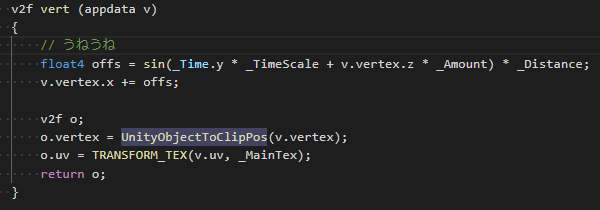 v2f vert (appdata v)
{
// うねうね
float4 offs = sin(_Time.y * _TimeScale + v.vertex.z * _Amount) * _Distance;
v.vertex.x += offs;
v2f o;
o.vertex = UnityObjectToClipPos(v.vertex);
o.uv = TRANSFORM_TEX(v.uv, _MainTex);
return o;
}